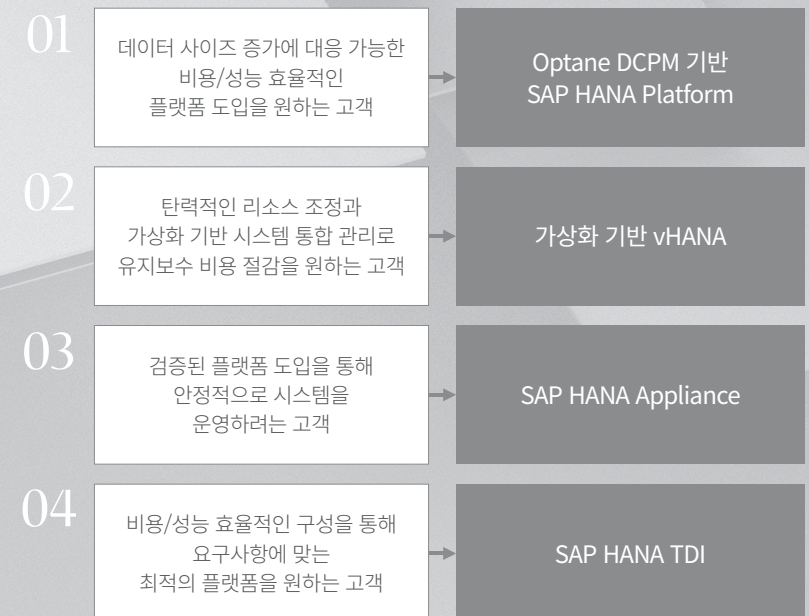 01
데이터 사이즈 증가에 대응 가능한
비용/성능 효율적인
플랫폼 도입을 원하는 고객
Optane DCPM 기반
SAP HANA Platform
02
탄력적인 리소스 조정과
가상화 기반 시스템 통합 관리로
유지보수 비용 절감을 원하는 고객
가상화 기반 vHANA
03
검증된 플랫폼 도입을 통해
안정적으로 시스템을
운영하려는 고객
SAP HANA Appliance
04
비용/성능 효율적인 구성을 통해
요구사항에 맞는
최적의 플랫폼을 원하는 고객
SAP HANA TDI